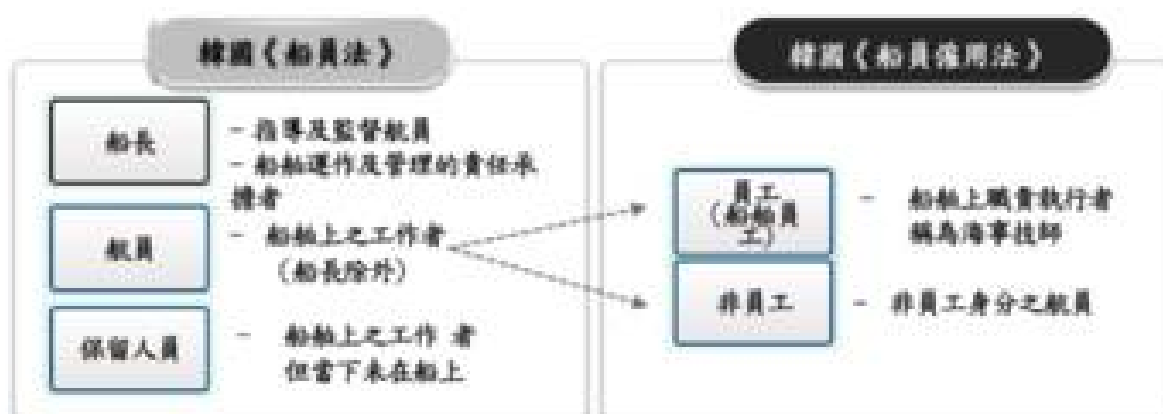 韓國《船員法》
船長
- 指導及監督航員
- 船舶運作及管理的責任承
擔者
航員
- 船舶上之工作者
(船長除外)
保留人員
- 船舶上之工作 者
但當下未在船上
韓國《船員僱用法》
員工
(船舶員
工)
- 船舶上職責執行者
稱為海事技師
非員工
- 非員工身分之航員